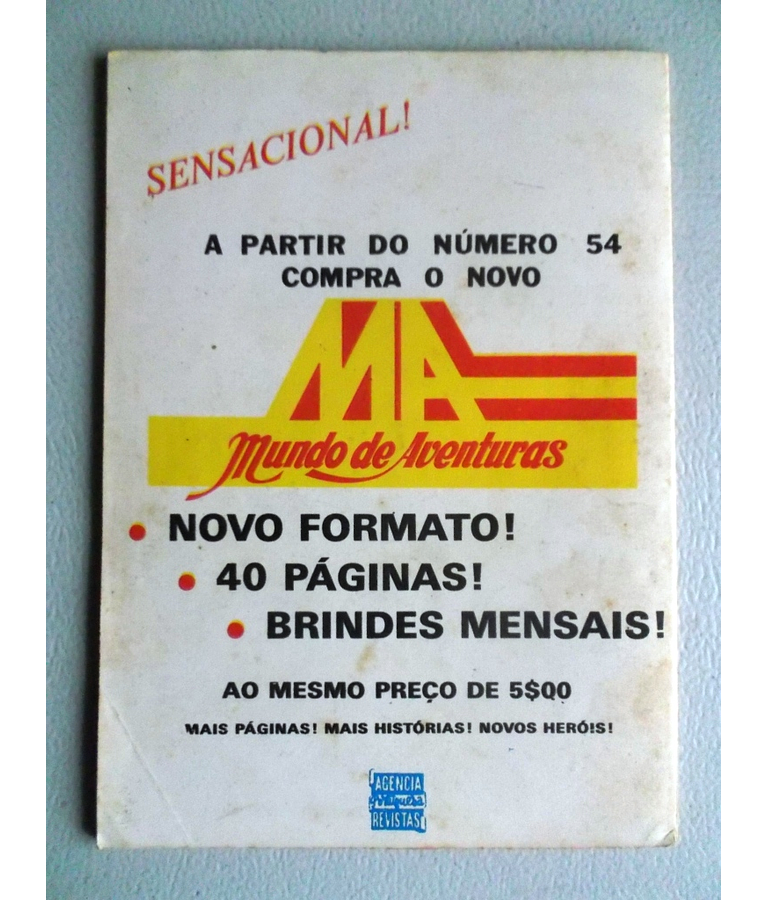 SENSACIONAL!
A PARTIR DO NÚMERO 54
COMPRA O NOVO
MA
Mundo de Aventuras
• NOVO FORMATO!
• 40 PÁGINAS!
• BRINDES MENSAIS!
AO MESMO PREÇO DE 5$00
MAIS PÁGINAS! MAIS HISTÓRIAS! NOVOS HERÓIS!
AGENCIA
REVISTAS